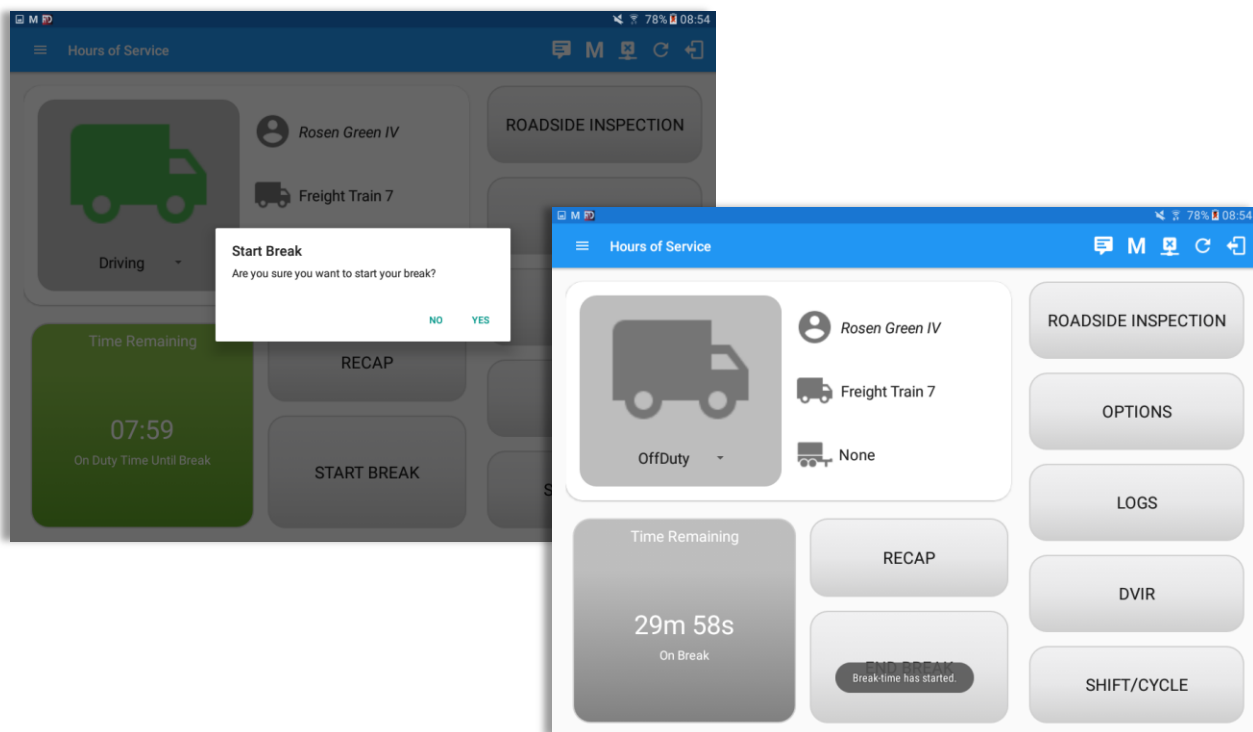 M
78% 08:54
Hours of Service
M
Rosen Green IV
ROADSIDE INSPECTION
Freight Train 7
Driving
Start Break
Are you sure you want to start your break?
NO YES
Time Remaining
07:59
On Duty Time Until Break
RECAP
START BREAK
S
M
78% 08:54
Hours of Service
M
Rosen Green IV
Freight Train 7
None
OffDuty
ROADSIDE INSPECTION
OPTIONS
LOGS
DVIR
SHIFT/CYCLE
Time Remaining
29m 58s
On Break
RECAP
END BREAK
Break-time has started.